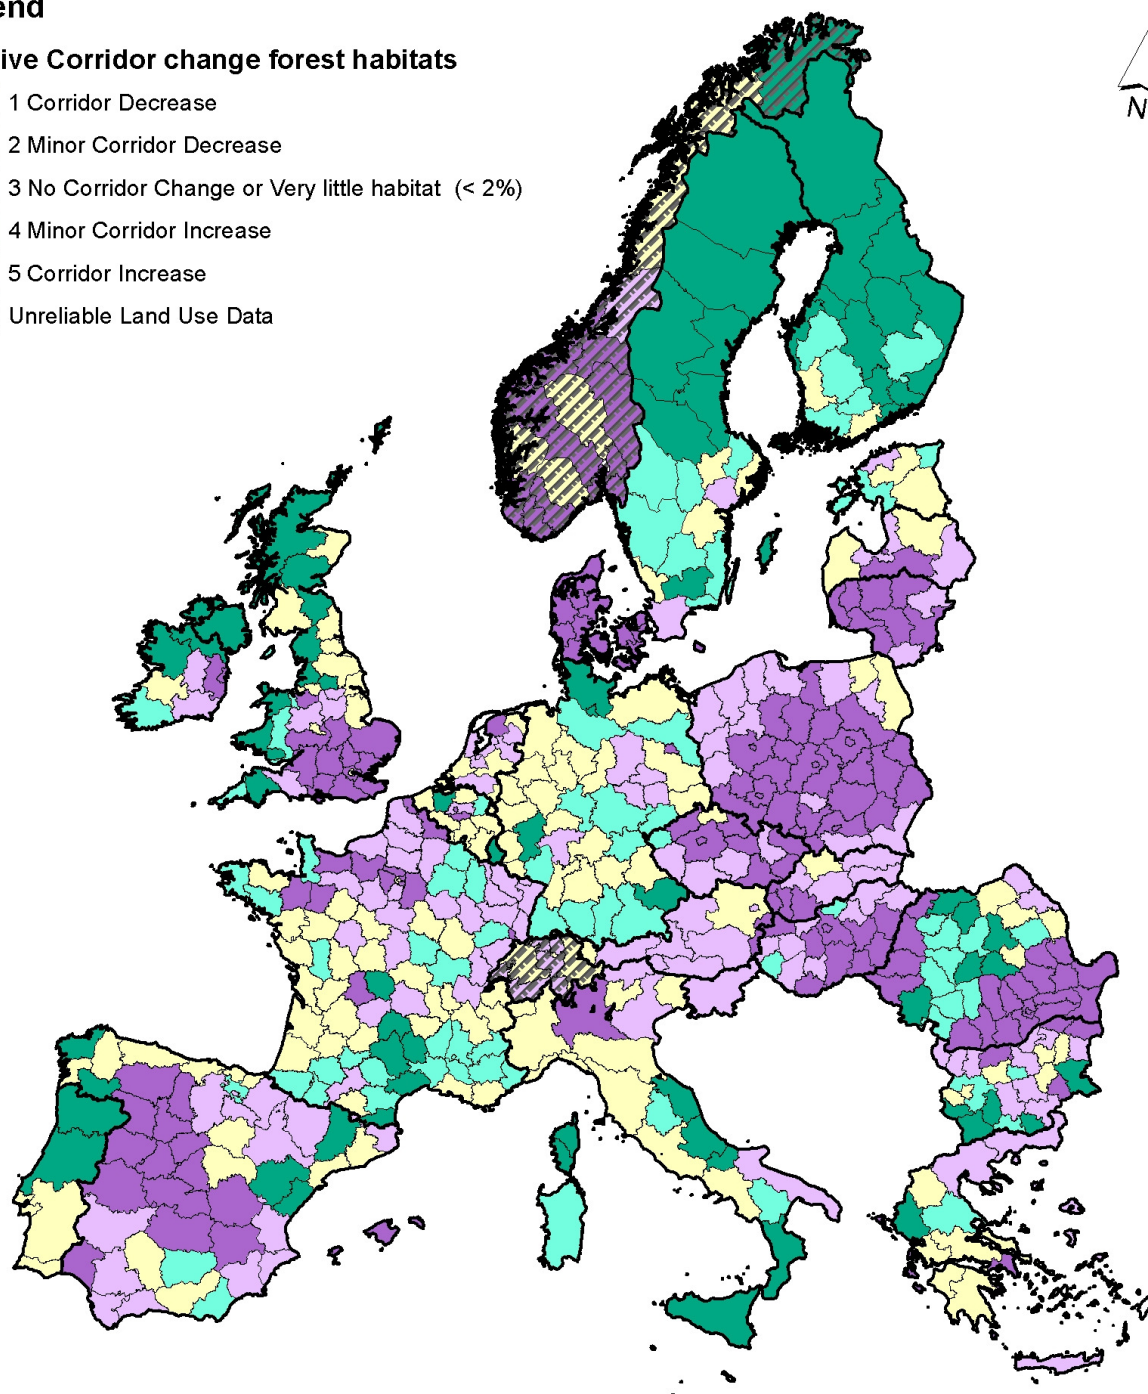 end
ive Corridor change forest habitats
1 Corridor Decrease
2 Minor Corridor Decrease
3 No Corridor Change or Very little habitat (< 2%)
4 Minor Corridor Increase
5 Corridor Increase
Unreliable Land Use Data
N